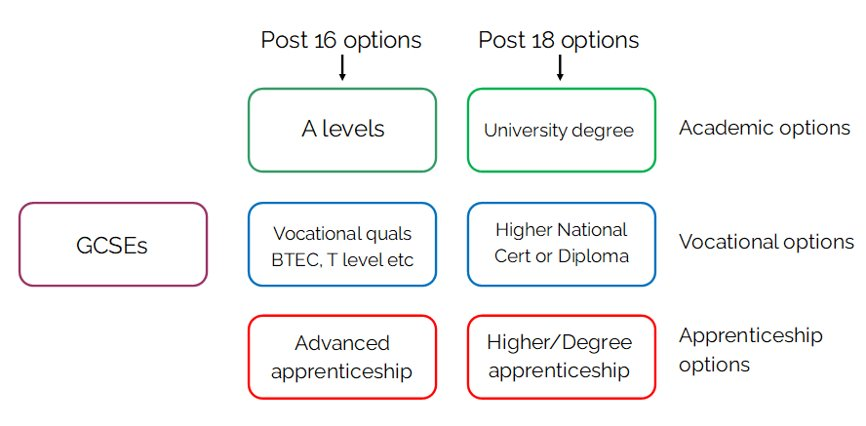 Post 16 options
Post 18 options
A levels
University degree
Academic options
GCSEs
Vocational quals
BTEC, T level etc
Higher National
Cert or Diploma
Vocational options
Advanced
apprenticeship
Higher/Degree
apprenticeship
Apprenticeship
options